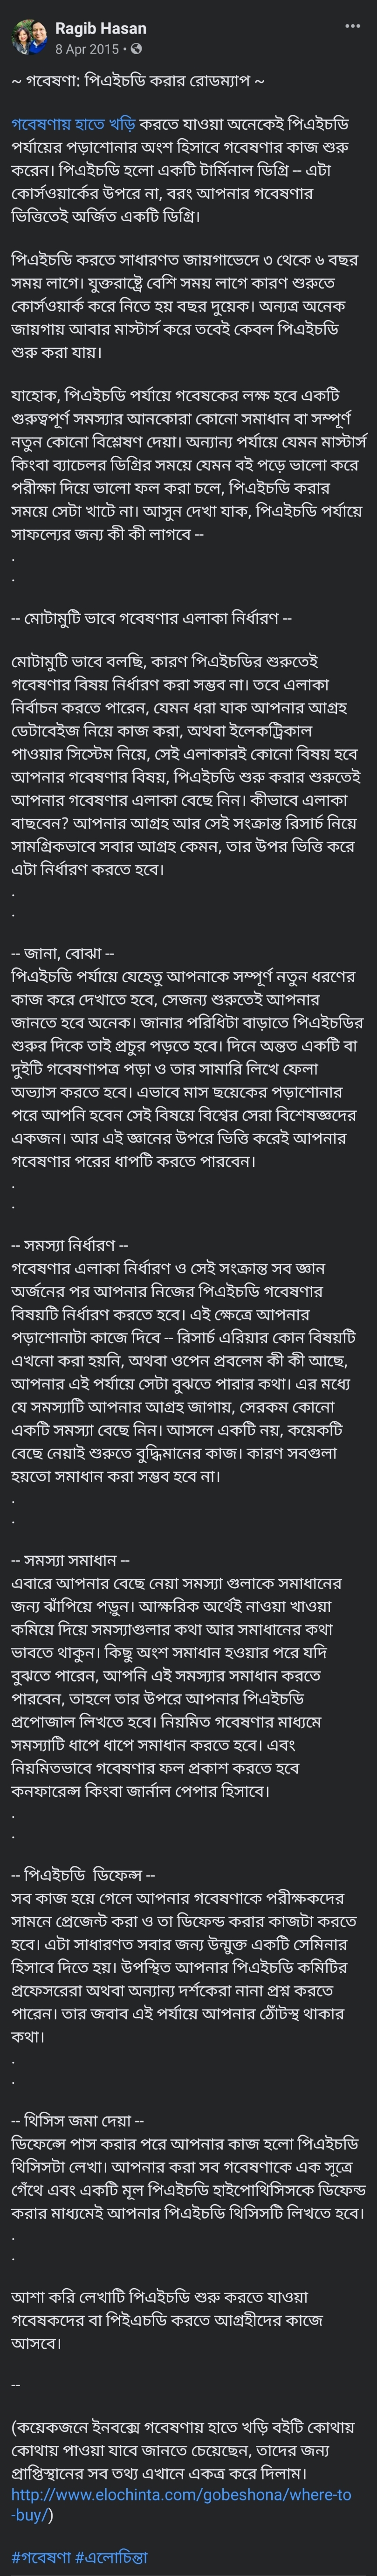 Ragib Hasan
8 Apr 2015 •
~ গবেষণা: পিএইচডি করার রোডম্যাপ ~
গবেষণায় হাতে খড়ি করতে যাওয়া অনেকেই পিএইচডি
পর্যায়ের পড়াশোনার অংশ হিসাবে গবেষণার কাজ শুরু
করেন। পিএইচডি হলো একটি টার্মিনাল ডিগ্রি -- এটা
কোর্সওয়ার্কের উপরে না, বরং আপনার গবেষণার
ভিত্তিতেই অর্জিত একটি ডিগ্রি।
পিএইচডি করতে সাধারণত জায়গাভেদে ৩ থেকে ৬ বছর
সময় লাগে। যুক্তরাষ্ট্রে বেশি সময় লাগে কারণ শুরুতে
কোর্সওয়ার্ক করে নিতে হয় বছর দুয়েক। অন্যত্র অনেক
জায়গায় আবার মাস্টার্স করে তবেই কেবল পিএইচডি
শুরু করা যায়।
যাহোক, পিএইচডি পর্যায়ে গবেষকের লক্ষ হবে একটি
গুরুত্বপূর্ণ সমস্যার আনকোরা কোনো সমাধান বা সম্পূর্ণ
নতুন কোনো বিশ্লেষণ দেয়া। অন্যান্য পর্যায়ে যেমন মাস্টার্স
কিংবা ব্যাচেলর ডিগ্রির সময়ে যেমন বই পড়ে ভালো করে
পরীক্ষা দিয়ে ভালো ফল করা চলে, পিএইচডি করার
সময়ে সেটা খাটে না। আসুন দেখা যাক, পিএইচডি পর্যায়ে
সাফল্যের জন্য কী কী লাগবে --
.
.
-- মোটামুটি ভাবে গবেষণার এলাকা নির্ধারণ --
মোটামুটি ভাবে বলছি, কারণ পিএইচডির শুরুতেই
গবেষণার বিষয় নির্ধারণ করা সম্ভব না। তবে এলাকা
নির্বাচন করতে পারেন, যেমন ধরা যাক আপনার আগ্রহ
ডেটাবেইজ নিয়ে কাজ করা, অথবা ইলেকট্রিকাল
পাওয়ার সিস্টেম নিয়ে, সেই এলাকারই কোনো বিষয় হবে
আপনার গবেষণার বিষয়, পিএইচডি শুরু করার শুরুতেই
আপনার গবেষণার এলাকা বেছে নিন। কীভাবে এলাকা
বাছবেন? আপনার আগ্রহ আর সেই সংক্রান্ত রিসার্চ নিয়ে
সামগ্রিকভাবে সবার আগ্রহ কেমন, তার উপর ভিত্তি করে
এটা নির্ধারণ করতে হবে।
.
.
-- জানা, বোঝা --
পিএইচডি পর্যায়ে যেহেতু আপনাকে সম্পূর্ণ নতুন ধরণের
কাজ করে দেখাতে হবে, সেজন্য শুরুতেই আপনার
জানতে হবে অনেক। জানার পরিধিটা বাড়াতে পিএইচডির
শুরুর দিকে তাই প্রচুর পড়তে হবে। দিনে অন্তত একটি বা
দুইটি গবেষণাপত্র পড়া ও তার সামারি লিখে ফেলা
অভ্যাস করতে হবে। এভাবে মাস ছয়েকের পড়াশোনার
পরে আপনি হবেন সেই বিষয়ে বিশ্বের সেরা বিশেষজ্ঞদের
একজন। আর এই জ্ঞানের উপরে ভিত্তি করেই আপনার
গবেষণার পরের ধাপটি করতে পারবেন।
.
.
-- সমস্যা নির্ধারণ --
গবেষণার এলাকা নির্ধারণ ও সেই সংক্রান্ত সব জ্ঞান
অর্জনের পর আপনার নিজের পিএইচডি গবেষণার
বিষয়টি নির্ধারণ করতে হবে। এই ক্ষেত্রে আপনার
পড়াশোনাটা কাজে দিবে -- রিসার্চ এরিয়ার কোন বিষয়টি
এখনো করা হয়নি, অথবা ওপেন প্রবলেম কী কী আছে,
আপনার এই পর্যায়ে সেটা বুঝতে পারার কথা। এর মধ্যে
যে সমস্যাটি আপনার আগ্রহ জাগায়, সেরকম কোনো
একটি সমস্যা বেছে নিন। আসলে একটি নয়, কয়েকটি
বেছে নেয়াই শুরুতে বুদ্ধিমানের কাজ। কারণ সবগুলা
হয়তো সমাধান করা সম্ভব হবে না।
.
.
-- সমস্যা সমাধান --
এবারে আপনার বেছে নেয়া সমস্যা গুলাকে সমাধানের
জন্য ঝাঁপিয়ে পড়ুন। আক্ষরিক অর্থেই নাওয়া খাওয়া
কমিয়ে দিয়ে সমস্যাগুলার কথা আর সমাধানের কথা
ভাবতে থাকুন। কিছু অংশ সমাধান হওয়ার পরে যদি
বুঝতে পারেন, আপনি এই সমস্যার সমাধান করতে
পারবেন, তাহলে তার উপরে আপনার পিএইচডি
প্রপোজাল লিখতে হবে। নিয়মিত গবেষণার মাধ্যমে
সমস্যাটি ধাপে ধাপে সমাধান করতে হবে। এবং
নিয়মিতভাবে গবেষণার ফল প্রকাশ করতে হবে
কনফারেন্স কিংবা জার্নাল পেপার হিসাবে।
.
.
-- পিএইচডি  ডিফেন্স --
সব কাজ হয়ে গেলে আপনার গবেষণাকে পরীক্ষকদের
সামনে প্রেজেন্ট করা ও তা ডিফেন্ড করার কাজটা করতে
হবে। এটা সাধারণত সবার জন্য উন্মুক্ত একটি সেমিনার
হিসাবে দিতে হয়। উপস্থিত আপনার পিএইচডি কমিটির
প্রফেসরেরা অথবা অন্যান্য দর্শকেরা নানা প্রশ্ন করতে
পারেন। তার জবাব এই পর্যায়ে আপনার ঠোঁটস্থ থাকার
কথা।
.
.
-- থিসিস জমা দেয়া --
ডিফেন্সে পাস করার পরে আপনার কাজ হলো পিএইচডি
থিসিসটা লেখা। আপনার করা সব গবেষণাকে এক সূত্রে
গেঁথে এবং একটি মূল পিএইচডি হাইপোথিসিসকে ডিফেন্ড
করার মাধ্যমেই আপনার পিএইচডি থিসিসটি লিখতে হবে।
.
.
আশা করি লেখাটি পিএইচডি শুরু করতে যাওয়া
গবেষকদের বা পিইএচডি করতে আগ্রহীদের কাজে
আসবে।
--
(কয়েকজনে ইনবক্সে গবেষণায় হাতে খড়ি বইটি কোথায়
কোথায় পাওয়া যাবে জানতে চেয়েছেন, তাদের জন্য
প্রাপ্তিস্থানের সব তথ্য এখানে একত্র করে দিলাম।
http://www.elochinta.com/gobeshona/where-to
-buy/)
#গবেষণা #এলোচিন্তা